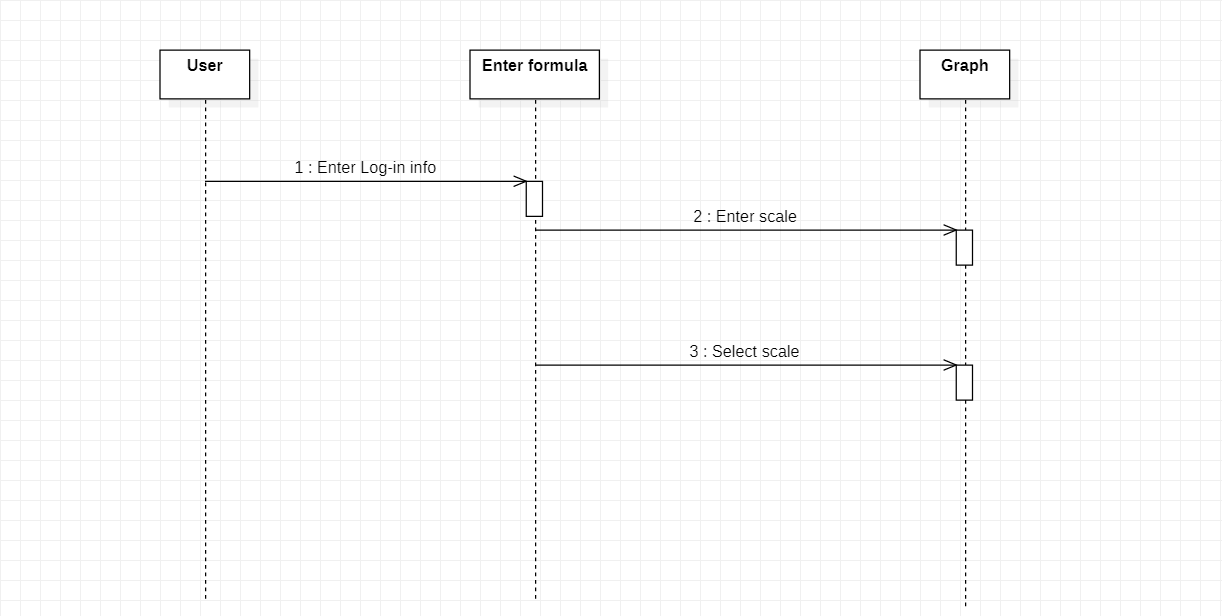 User
Enter formula
Graph
1 : Enter Log-in info
2 : Enter scale
3 : Select scale